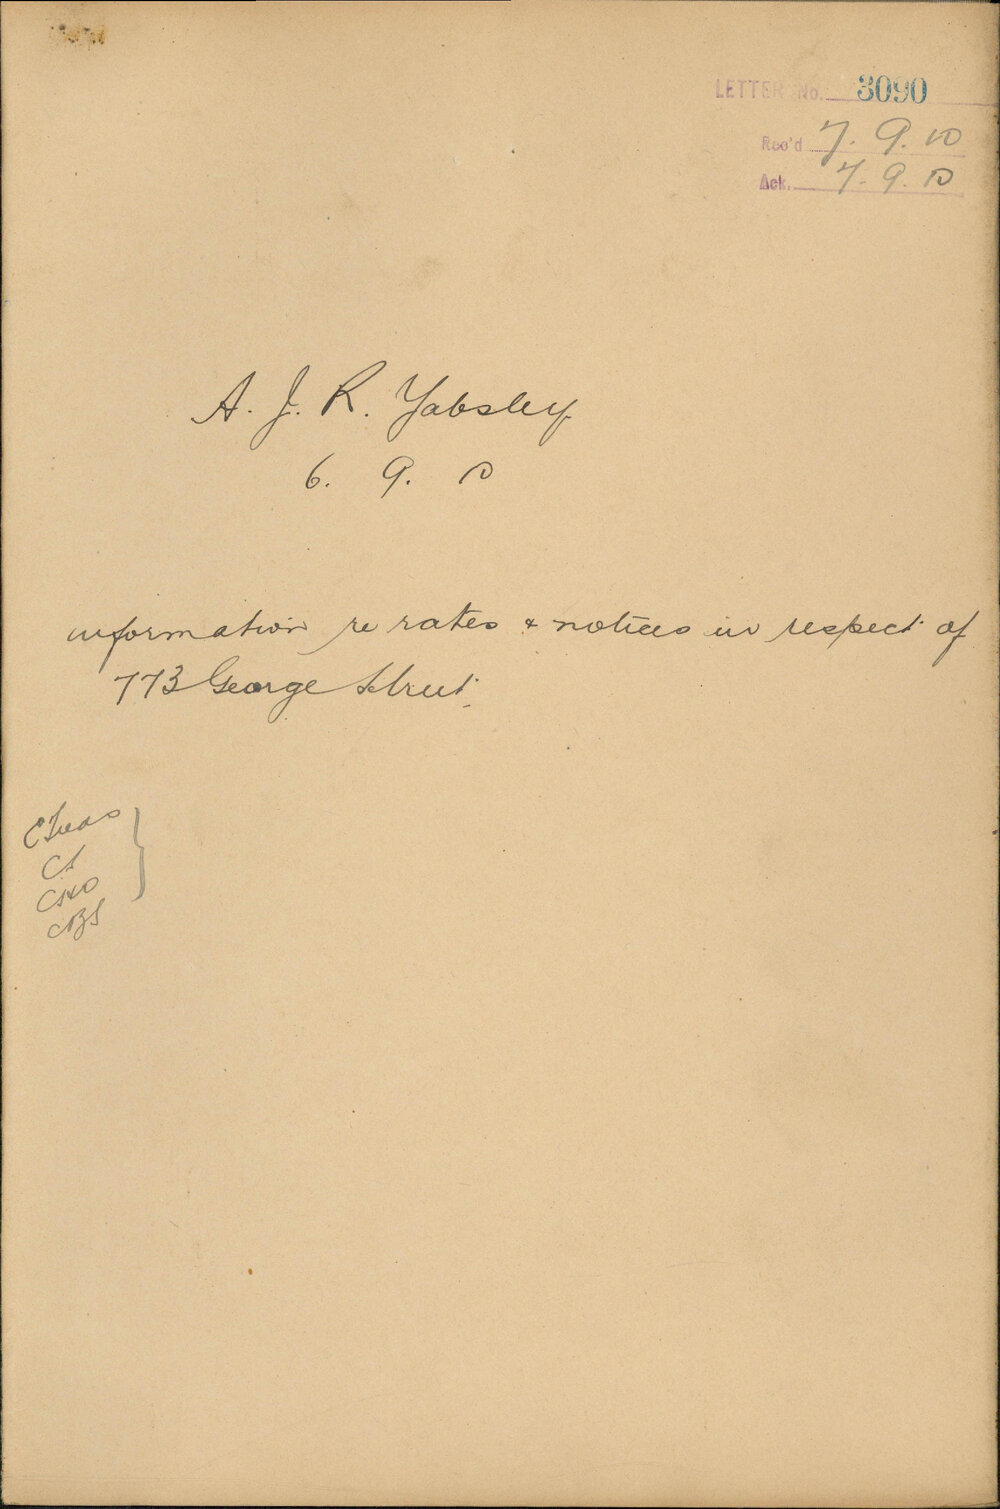 LETTER No. 3090
Rec'd 7. 9. 10
Ack. 7. 9. 10
A. J. R. Yabsley
6. 9. 10
information re rates & notices in respect of
773 George Street.
CTreas
CA
CHO
CBS